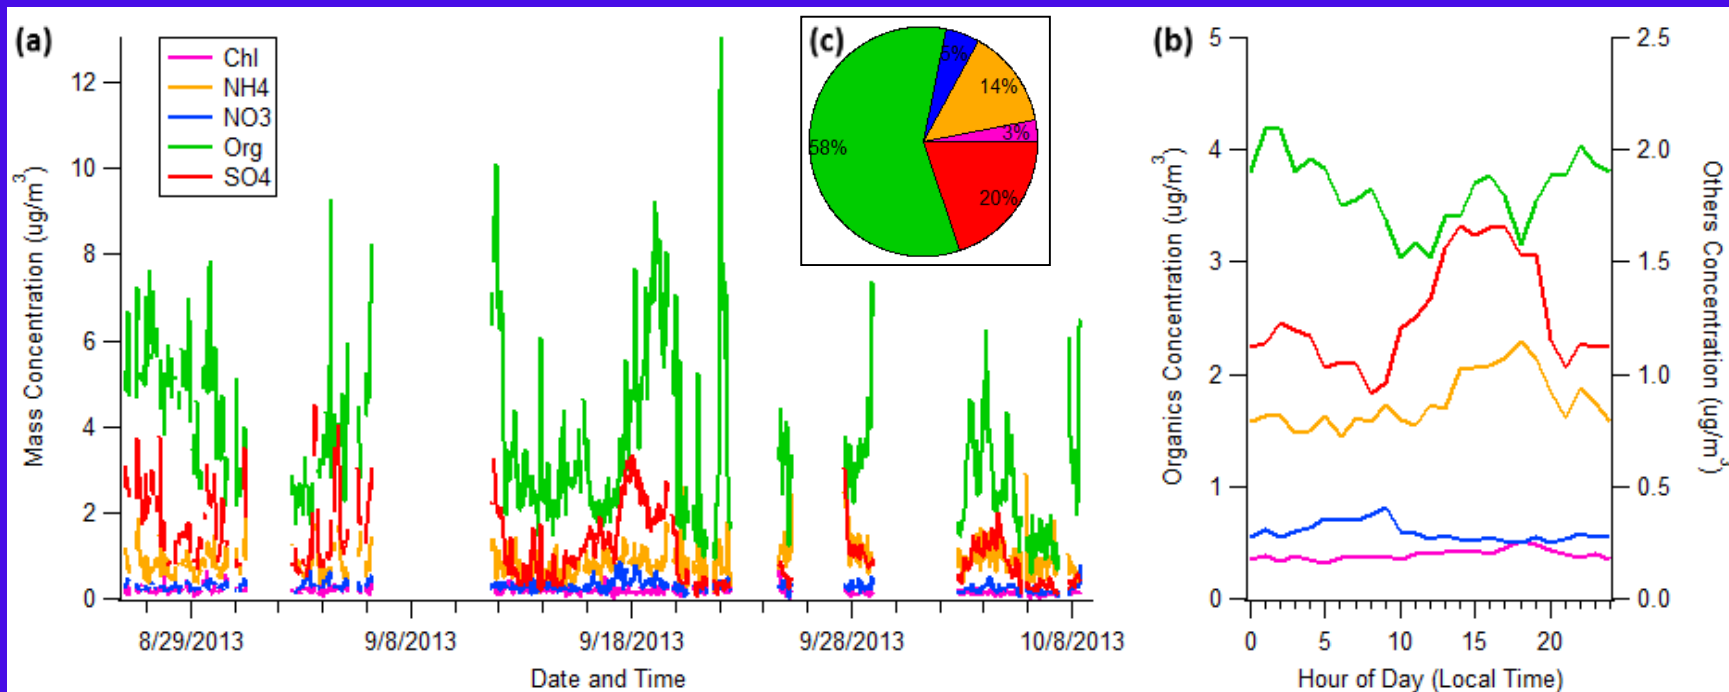 (a)
Chl
NH4
NO3
Org
SO4
12
10
8
6
4
2
0
Mass Concentration (ug/m³)
8/29/2013
9/8/2013
9/18/2013
9/28/2013
10/8/2013
Date and Time
(c)
5%
14%
3%
20%
58%
(b)
5
4
3
2
1
0
Organics Concentration (ug/m³)
2.5
2.0
1.5
1.0
0.5
0.0
Others Concentration (ug/m³)
0
5
10
15
20
Hour of Day (Local Time)